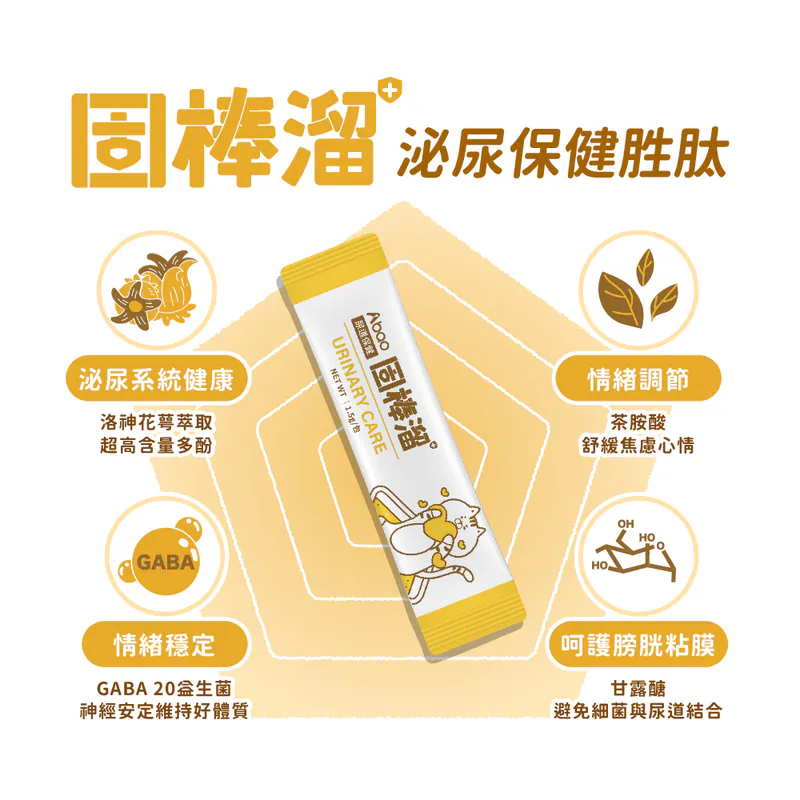 固棒溜
泌尿保健胜肽
泌尿系統健康
洛神花萼萃取
超高含量多酚
情緒調節
茶胺酸
舒緩焦慮心情
Abao
尿道保健
固棒溜
URINARY CARE
NET WT：1.5g/包
GABA
情緒穩定
GABA 20益生菌
神經安定維持好體質
OH
HO
O
HO
呵護膀胱粘膜
甘露醣
避免細菌與尿道結合